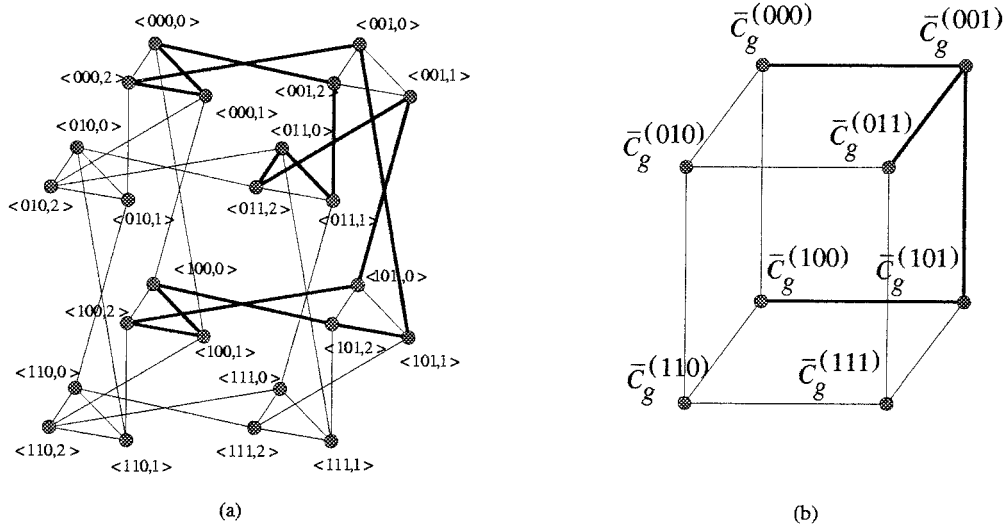 <000,0>
<001,0>
<000,2>
<001,2>
<001,1>
<000,1>
<010,0>
<011,0>
<010,2>
<010,1>
<011,2>
<011,1>
<100,0>
<101,0>
<100,2>
<100,1>
<101,2>
<101,1>
<110,0>
<111,0>
<110,2>
<110,1>
<111,2>
<111,1>
(a)
C̄g(000)
C̄g(001)
C̄g(010)
C̄g(011)
C̄g(100)
C̄g(101)
C̄g(110)
C̄g(111)
(b)